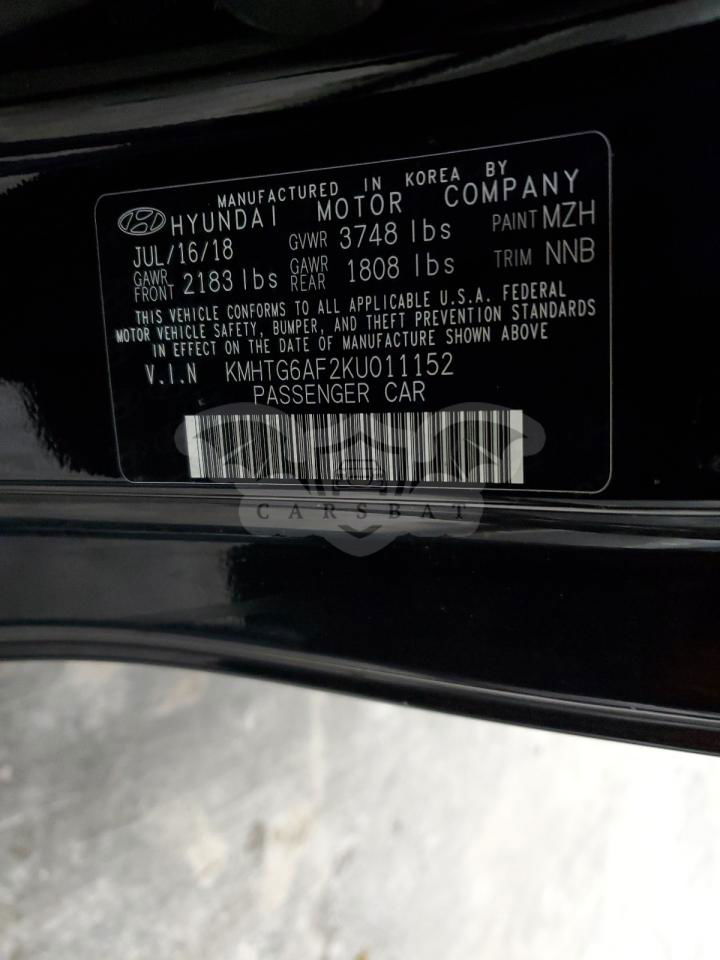 MANUFACTURED IN KOREA BY
HYUNDAI MOTOR COMPANY
JUL/16/18 GVWR 3748 lbs PAINT MZH
GAWR FRONT 2183 lbs GAWR REAR 1808 lbs TRIM NNB
THIS VEHICLE CONFORMS TO ALL APPLICABLE U.S.A. FEDERAL
MOTOR VEHICLE SAFETY, BUMPER, AND THEFT PREVENTION STANDARDS
IN EFFECT ON THE DATE OF MANUFACTURE SHOWN ABOVE
V.I.N KMHTG6AF2KU011152
PASSENGER CAR
CARSBAT